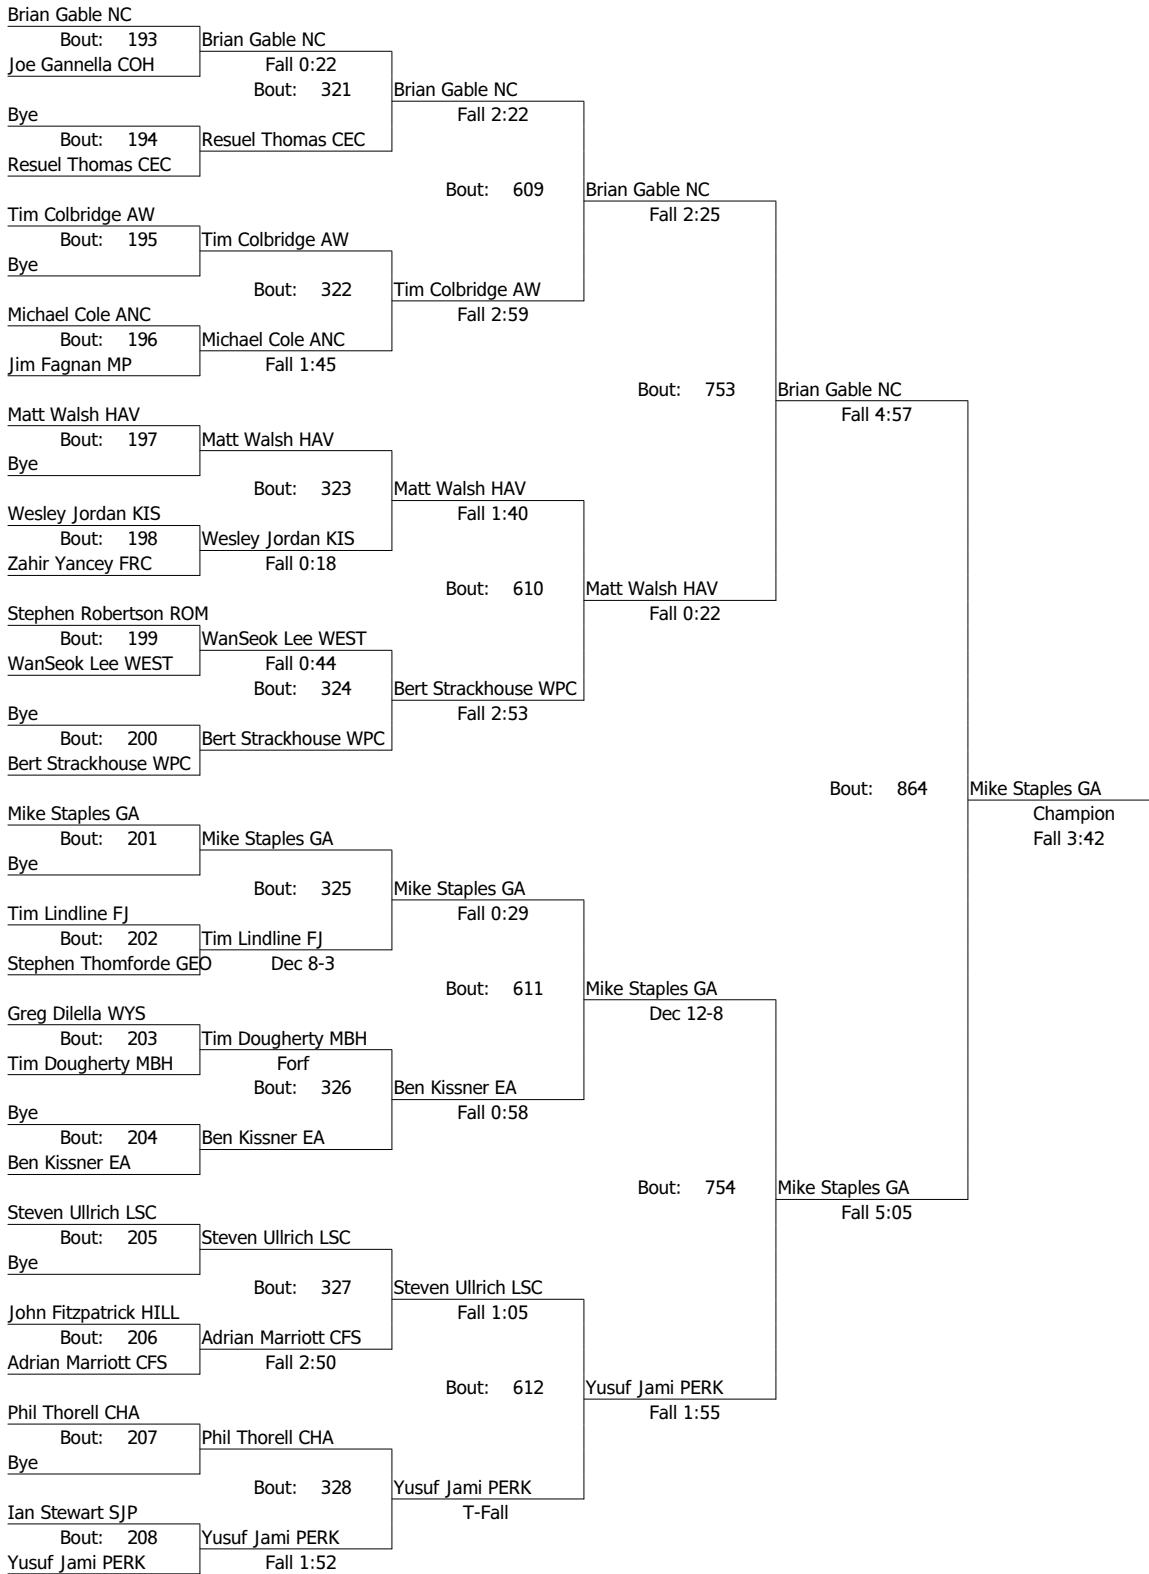 Brian Gable NC
Bout: 193 Brian Gable NC
Joe Gannella COH Fall 0:22
Bout: 321 Brian Gable NC
Bye Fall 2:22
Bout: 194 Resuel Thomas CEC
Resuel Thomas CEC
Bout: 609 Brian Gable NC
Tim Colbridge AW Fall 2:25
Bout: 195 Tim Colbridge AW
Bye
Bout: 322 Tim Colbridge AW
Michael Cole ANC Fall 2:59
Bout: 196 Michael Cole ANC
Jim Fagnan MP Fall 1:45
Bout: 753 Brian Gable NC
Matt Walsh HAV Fall 4:57
Bout: 197 Matt Walsh HAV
Bye
Bout: 323 Matt Walsh HAV
Wesley Jordan KIS Fall 1:40
Bout: 198 Wesley Jordan KIS
Zahir Yancey FRC Fall 0:18
Bout: 610 Matt Walsh HAV
Stephen Robertson ROM Fall 0:22
Bout: 199 WanSeok Lee WEST
WanSeok Lee WEST Fall 0:44
Bout: 324 Bert Strackhouse WPC
Bye Fall 2:53
Bout: 200 Bert Strackhouse WPC
Bert Strackhouse WPC
Bout: 864 Mike Staples GA
Mike Staples GA Champion
Bout: 201 Mike Staples GA Fall 3:42
Bye
Bout: 325 Mike Staples GA
Tim Lindline FJ Fall 0:29
Bout: 202 Tim Lindline FJ
Stephen Thomforde GEO Dec 8-3
Bout: 611 Mike Staples GA
Greg Dilella WYS Dec 12-8
Bout: 203 Tim Dougherty MBH
Tim Dougherty MBH Forf
Bout: 326 Ben Kissner EA
Bye Fall 0:58
Bout: 204 Ben Kissner EA
Ben Kissner EA
Bout: 754 Mike Staples GA
Steven Ullrich LSC Fall 5:05
Bout: 205 Steven Ullrich LSC
Bye
Bout: 327 Steven Ullrich LSC
John Fitzpatrick HILL Fall 1:05
Bout: 206 Adrian Marriott CFS
Adrian Marriott CFS Fall 2:50
Bout: 612 Yusuf Jami PERK
Phil Thorell CHA Fall 1:55
Bout: 207 Phil Thorell CHA
Bye
Bout: 328 Yusuf Jami PERK
Ian Stewart SJP T-Fall
Bout: 208 Yusuf Jami PERK
Yusuf Jami PERK Fall 1:52